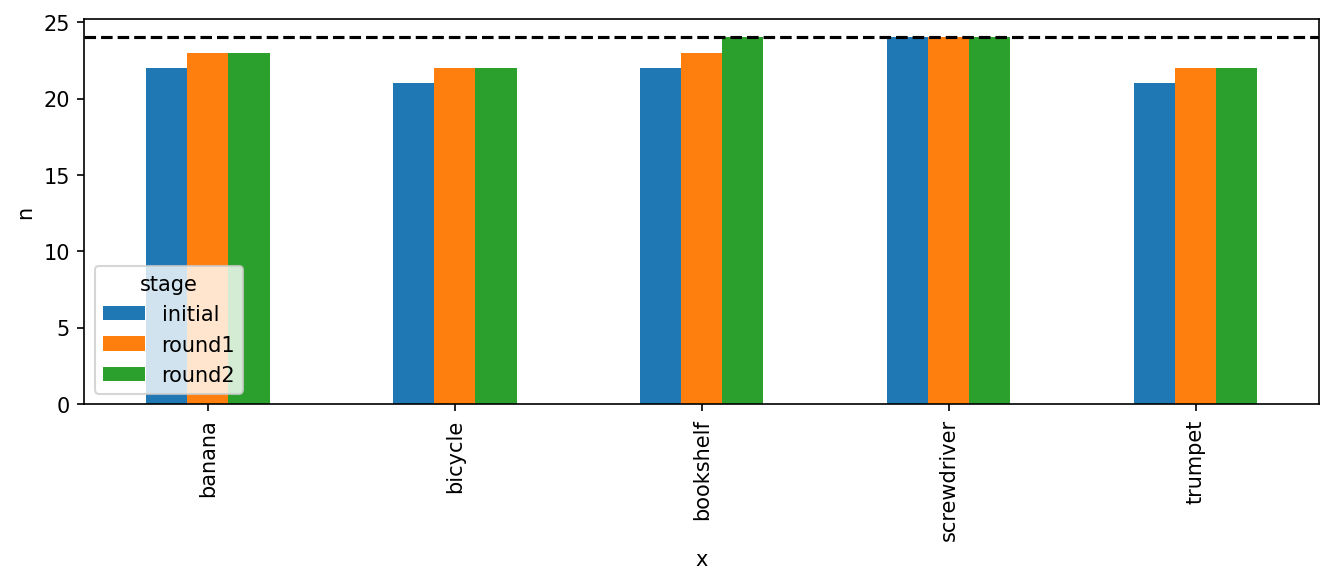 25
20
15
10
5
0
n
stage
initial
round1
round2
banana
bicycle
bookshelf
screwdriver
trumpet
x